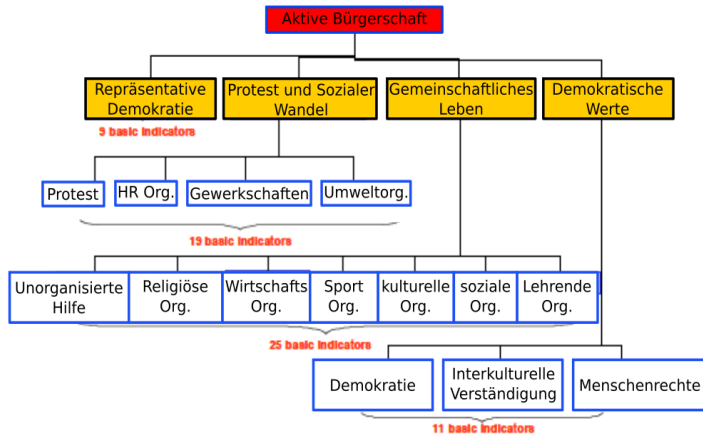 Aktive Bürgerschaft
Repräsentative
Demokratie
Protest und Sozialer
Wandel
Gemeinschaftliches
Leben
Demokratische
Werte
9 basic indicators
Protest
HR Org.
Gewerkschaften
Umweltorg.
19 basic indicators
Unorganisierte
Hilfe
Religiöse
Org.
Wirtschafts
Org.
Sport
Org.
kulturelle
Org.
soziale
Org.
Lehrende
Org.
25 basic indicators
Demokratie
Interkulturelle
Verständigung
Menschenrechte
11 basic indicators